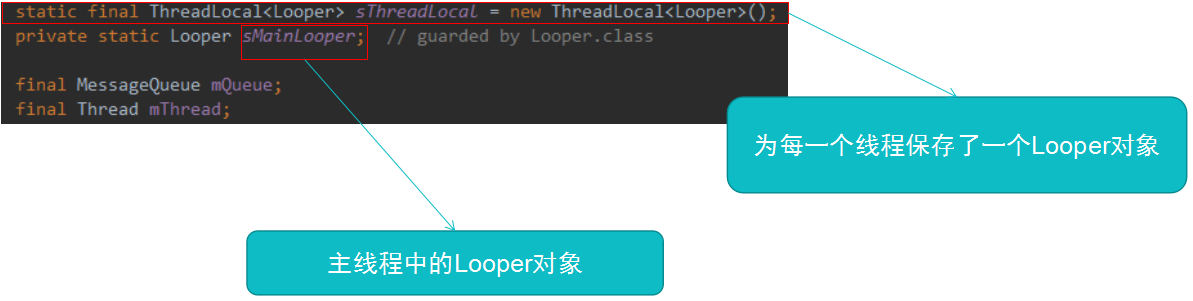 static final ThreadLocal<Looper> sThreadLocal = new ThreadLocal<Looper>();
private static Looper sMainLooper;  // guarded by Looper.class
final MessageQueue mQueue;
final Thread mThread;
为每一个线程保存了一个Looper对象
主线程中的Looper对象